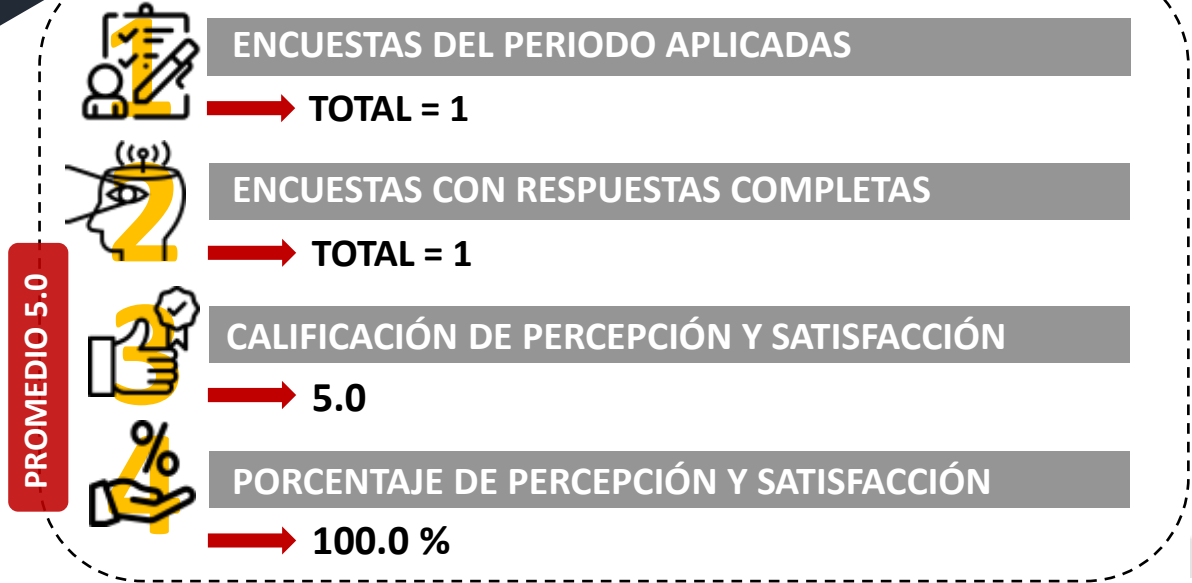 1
ENCUESTAS DEL PERIODO APLICADAS
TOTAL = 1
2
ENCUESTAS CON RESPUESTAS COMPLETAS
TOTAL = 1
PROMEDIO 5.0
3
CALIFICACIÓN DE PERCEPCIÓN Y SATISFACCIÓN
5.0
4
%
PORCENTAJE DE PERCEPCIÓN Y SATISFACCIÓN
100.0 %